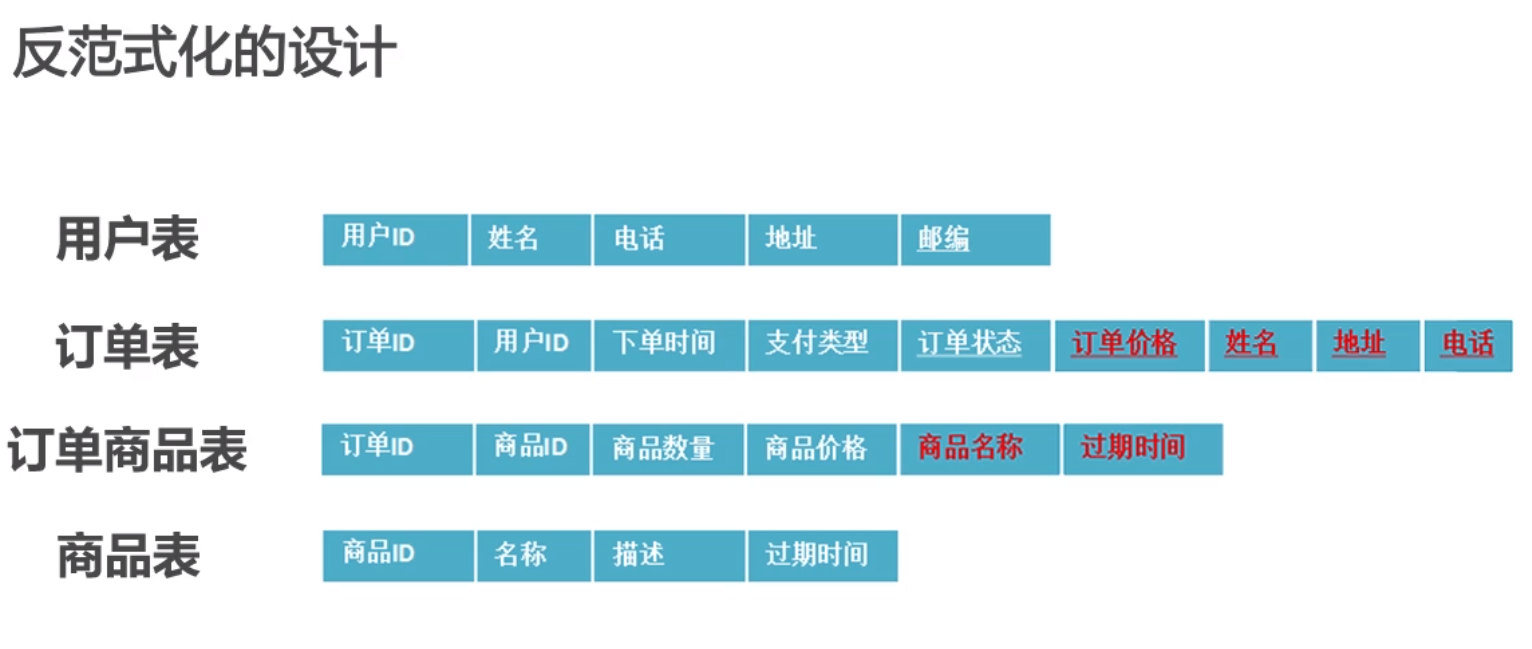 反范式化的设计
用户表 用户ID 姓名 电话 地址 邮编
订单表 订单ID 用户ID 下单时间 支付类型 订单状态 订单价格 姓名 地址 电话
订单商品表 订单ID 商品ID 商品数量 商品价格 商品名称 过期时间
商品表 商品ID 名称 描述 过期时间